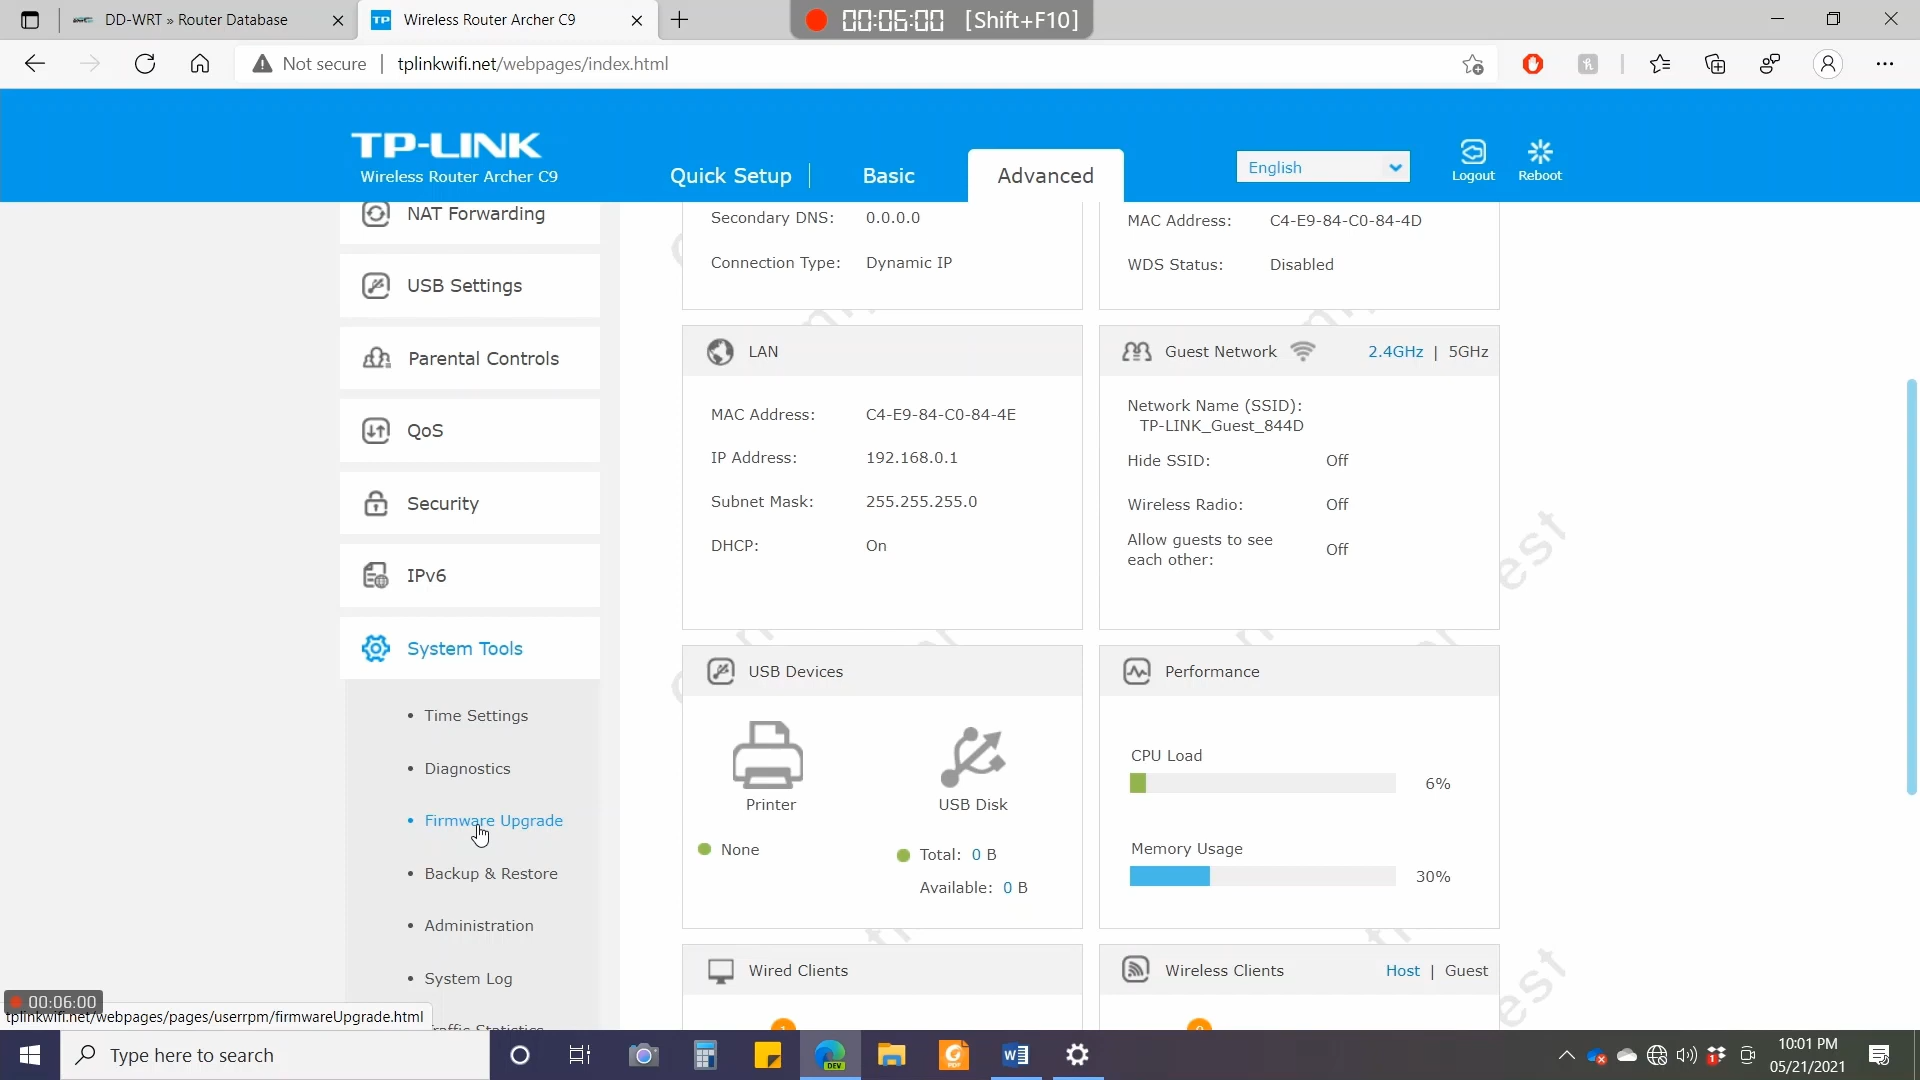 DD-WRT » Router Database
Wireless Router Archer C9
00:06:00 [Shift+F10]
Not secure
tplinkwifi.net/webpages/index.html
TP-LINK
Wireless Router Archer C9
Quick Setup
Basic
Advanced
English
Logout
Reboot
NAT Forwarding
USB Settings
Parental Controls
QoS
Security
IPv6
System Tools
• Time Settings
• Diagnostics
• Firmware Upgrade
• Backup & Restore
• Administration
• System Log
Traffic Statistics
Secondary DNS: 0.0.0.0
Connection Type: Dynamic IP
MAC Address: C4-E9-84-C0-84-4D
WDS Status: Disabled
LAN
MAC Address: C4-E9-84-C0-84-4E
IP Address: 192.168.0.1
Subnet Mask: 255.255.255.0
DHCP: On
Guest Network 2.4GHz | 5GHz
Network Name (SSID):
TP-LINK_Guest_844D
Hide SSID: Off
Wireless Radio: Off
Allow guests to see
each other: Off
USB Devices
Printer
None
USB Disk
Total: 0 B
Available: 0 B
Performance
CPU Load
6%
Memory Usage
30%
Wired Clients
Wireless Clients Host | Guest
00:06:00
tplinkwifi.net/webpages/pages/userrpm/firmwareUpgrade.html
Type here to search
DEV
10:01 PM
05/21/2021